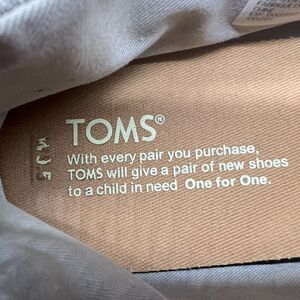 TOMS®
With every pair you purchase,
TOMS will give a pair of new shoes
to a child in need. One for One.